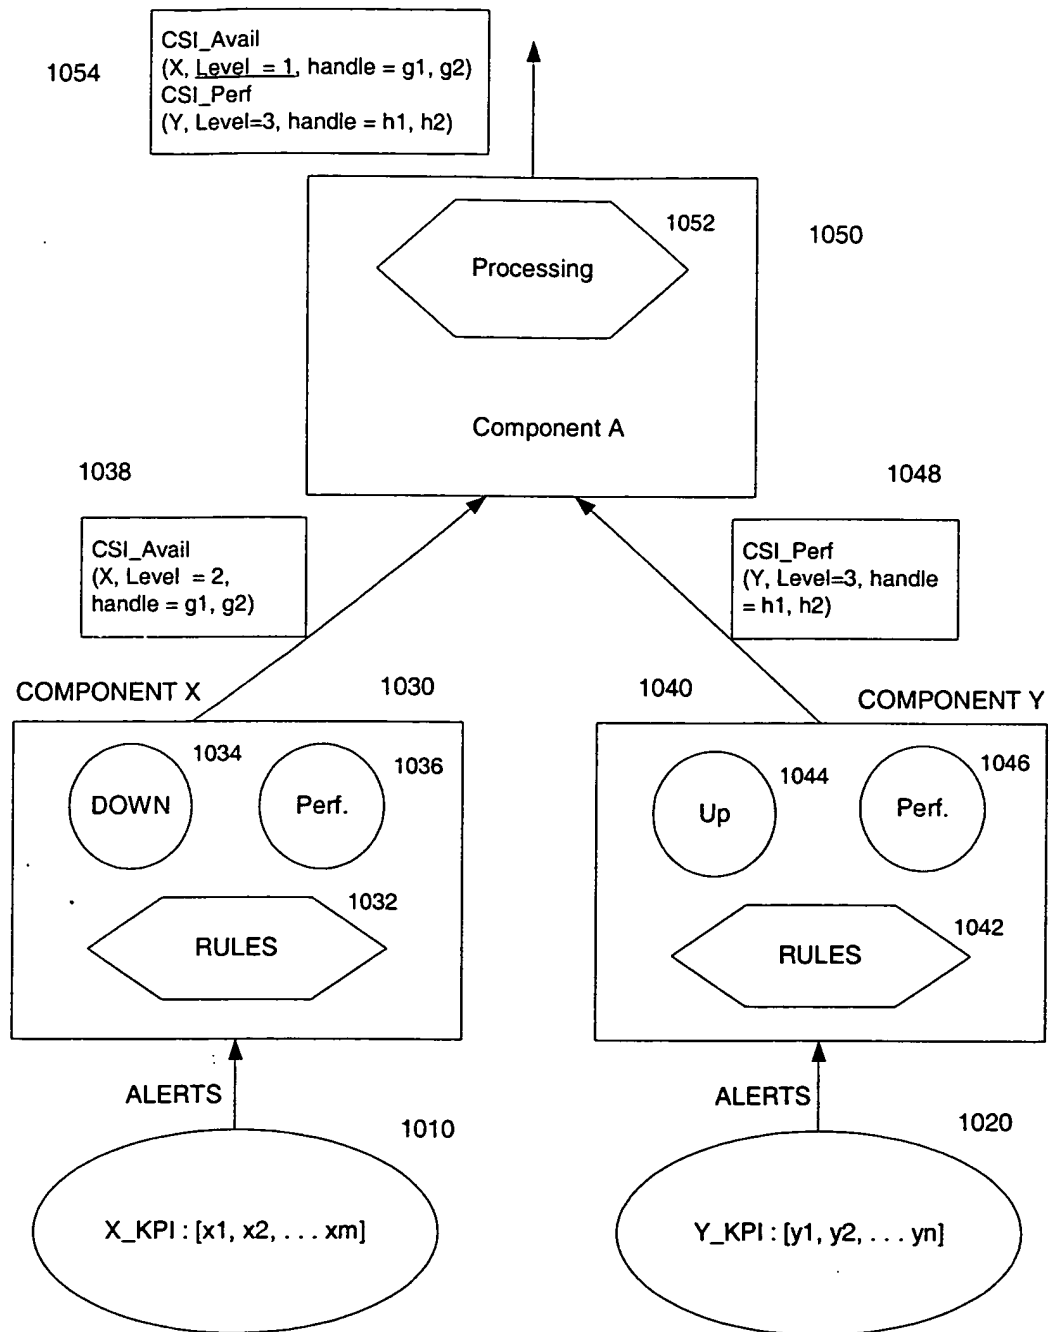 CSI_Avail
(X, Level = 1, handle = g1, g2)
CSI_Perf
(Y, Level=3, handle = h1, h2)
1054
1052
Processing
1050
Component A
1038
1048
CSI_Avail
(X, Level = 2,
handle = g1, g2)
CSI_Perf
(Y, Level=3, handle
= h1, h2)
COMPONENT X
1030
1040
COMPONENT Y
1034
DOWN
1036
Perf.
1032
RULES
1044
Up
1046
Perf.
1042
RULES
ALERTS
ALERTS
1010
1020
X_KPI : [x1, x2, . . . xm]
Y_KPI : [y1, y2, . . . yn]